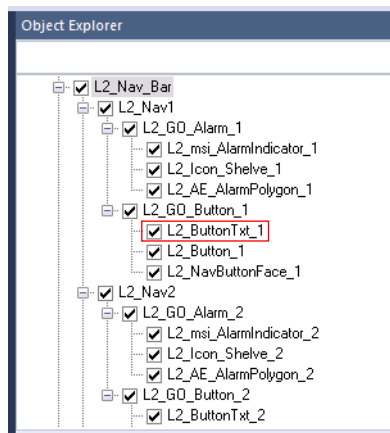 Object Explorer
L2_Nav_Bar
L2_Nav1
L2_GO_Alarm_1
L2_msi_AlarmIndicator_1
L2_Icon_Shelve_1
L2_AE_AlarmPolygon_1
L2_GO_Button_1
L2_ButtonTxt_1
L2_Button_1
L2_NavButtonFace_1
L2_Nav2
L2_GO_Alarm_2
L2_msi_AlarmIndicator_2
L2_Icon_Shelve_2
L2_AE_AlarmPolygon_2
L2_GO_Button_2
L2_ButtonTxt_2